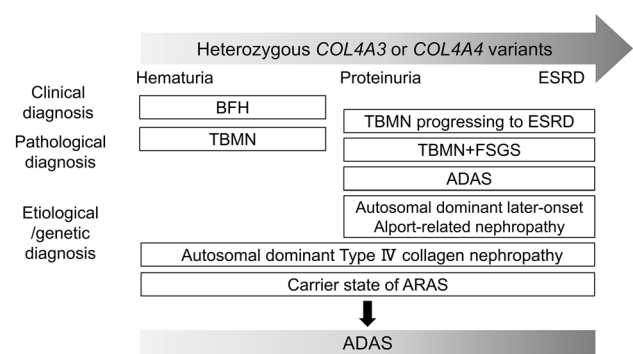 Heterozygous COL4A3 or COL4A4 variants
Hematuria Proteinuria ESRD
Clinical
diagnosis
BFH
TBMN progressing to ESRD
Pathological
diagnosis
TBMN
TBMN+FSGS
ADAS
Etiological
/genetic
diagnosis
Autosomal dominant later-onset
Alport-related nephropathy
Autosomal dominant Type Ⅳ collagen nephropathy
Carrier state of ARAS
ADAS